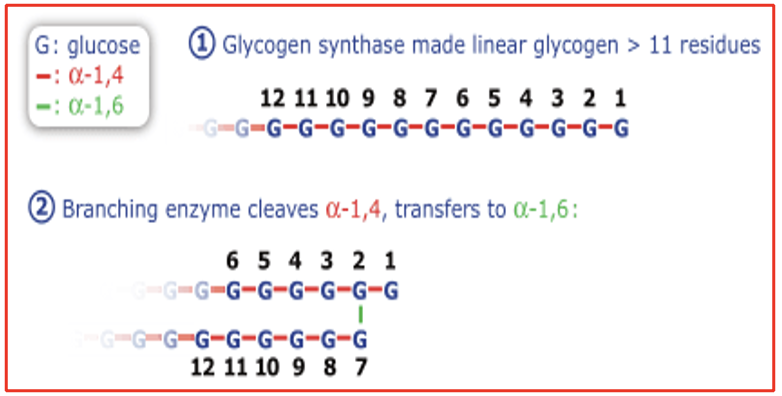 G: glucose
–: α-1,4
–: α-1,6
① Glycogen synthase made linear glycogen > 11 residues
12 11 10 9 8 7 6 5 4 3 2 1
G-G-G-G-G-G-G-G-G-G-G-G-G-G
② Branching enzyme cleaves α-1,4, transfers to α-1,6:
6 5 4 3 2 1
G-G-G-G-G-G-G-G-G
G-G-G-G-G-G-G-G-G-G
12 11 10 9 8 7